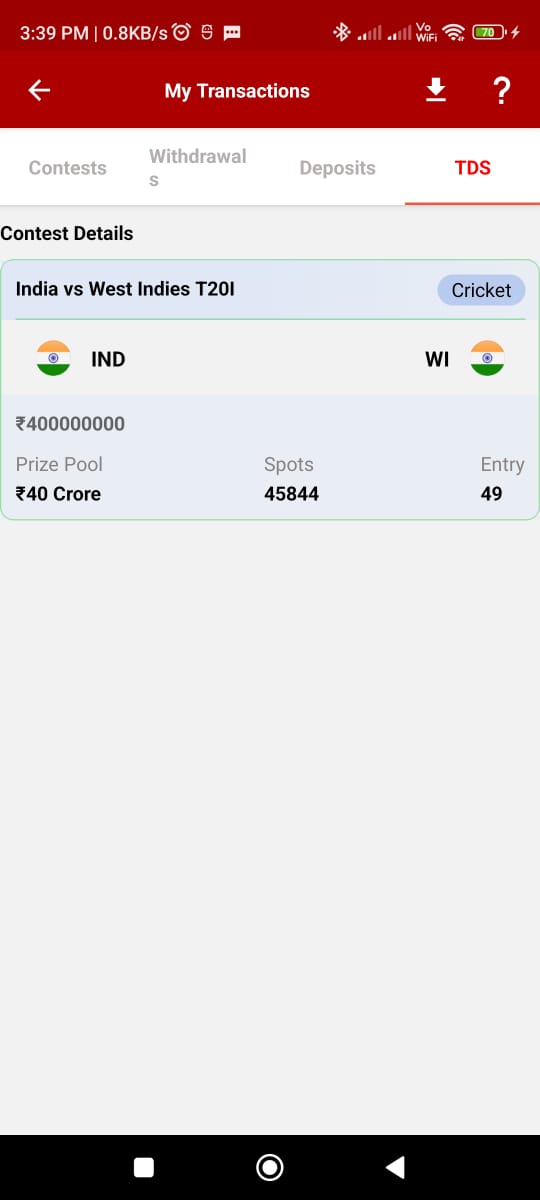 3:39 PM | 0.8KB/s
Vo WiFi
70
My Transactions
?
Contests
Withdrawal
s
Deposits
TDS
Contest Details
India vs West Indies T20I
Cricket
IND
WI
₹400000000
Prize Pool
Spots
Entry
₹40 Crore
45844
49